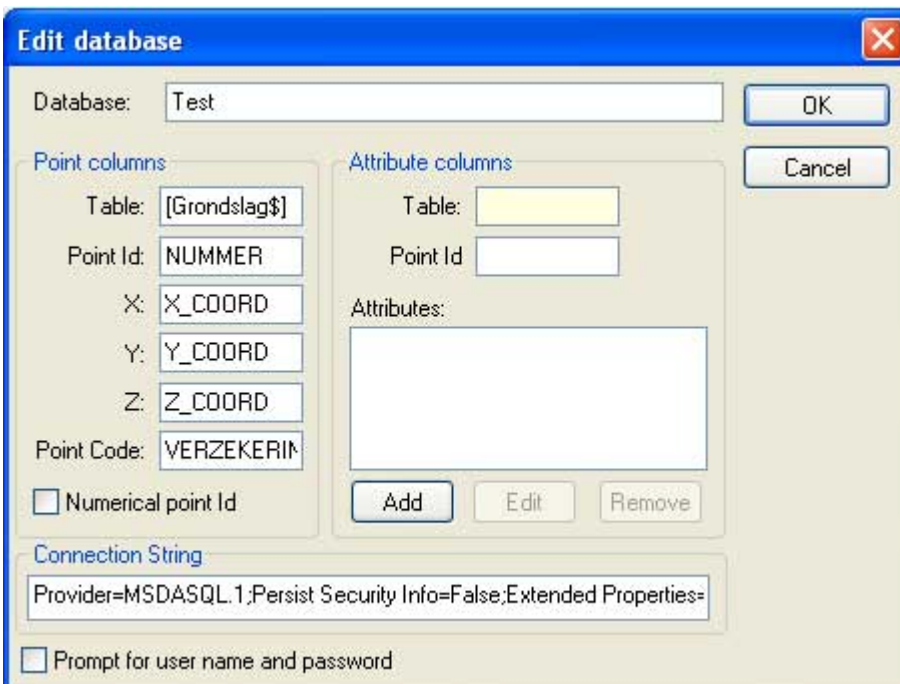 Edit database
Database: Test
OK
Cancel
Point columns
Table: [Grondslag$]
Point Id: NUMMER
X: X_COORD
Y: Y_COORD
Z: Z_COORD
Point Code: VERZEKERIN
Numerical point Id
Attribute columns
Table:
Point Id
Attributes:
Add Edit Remove
Connection String
Provider=MSDASQL.1;Persist Security Info=False;Extended Properties=
Prompt for user name and password